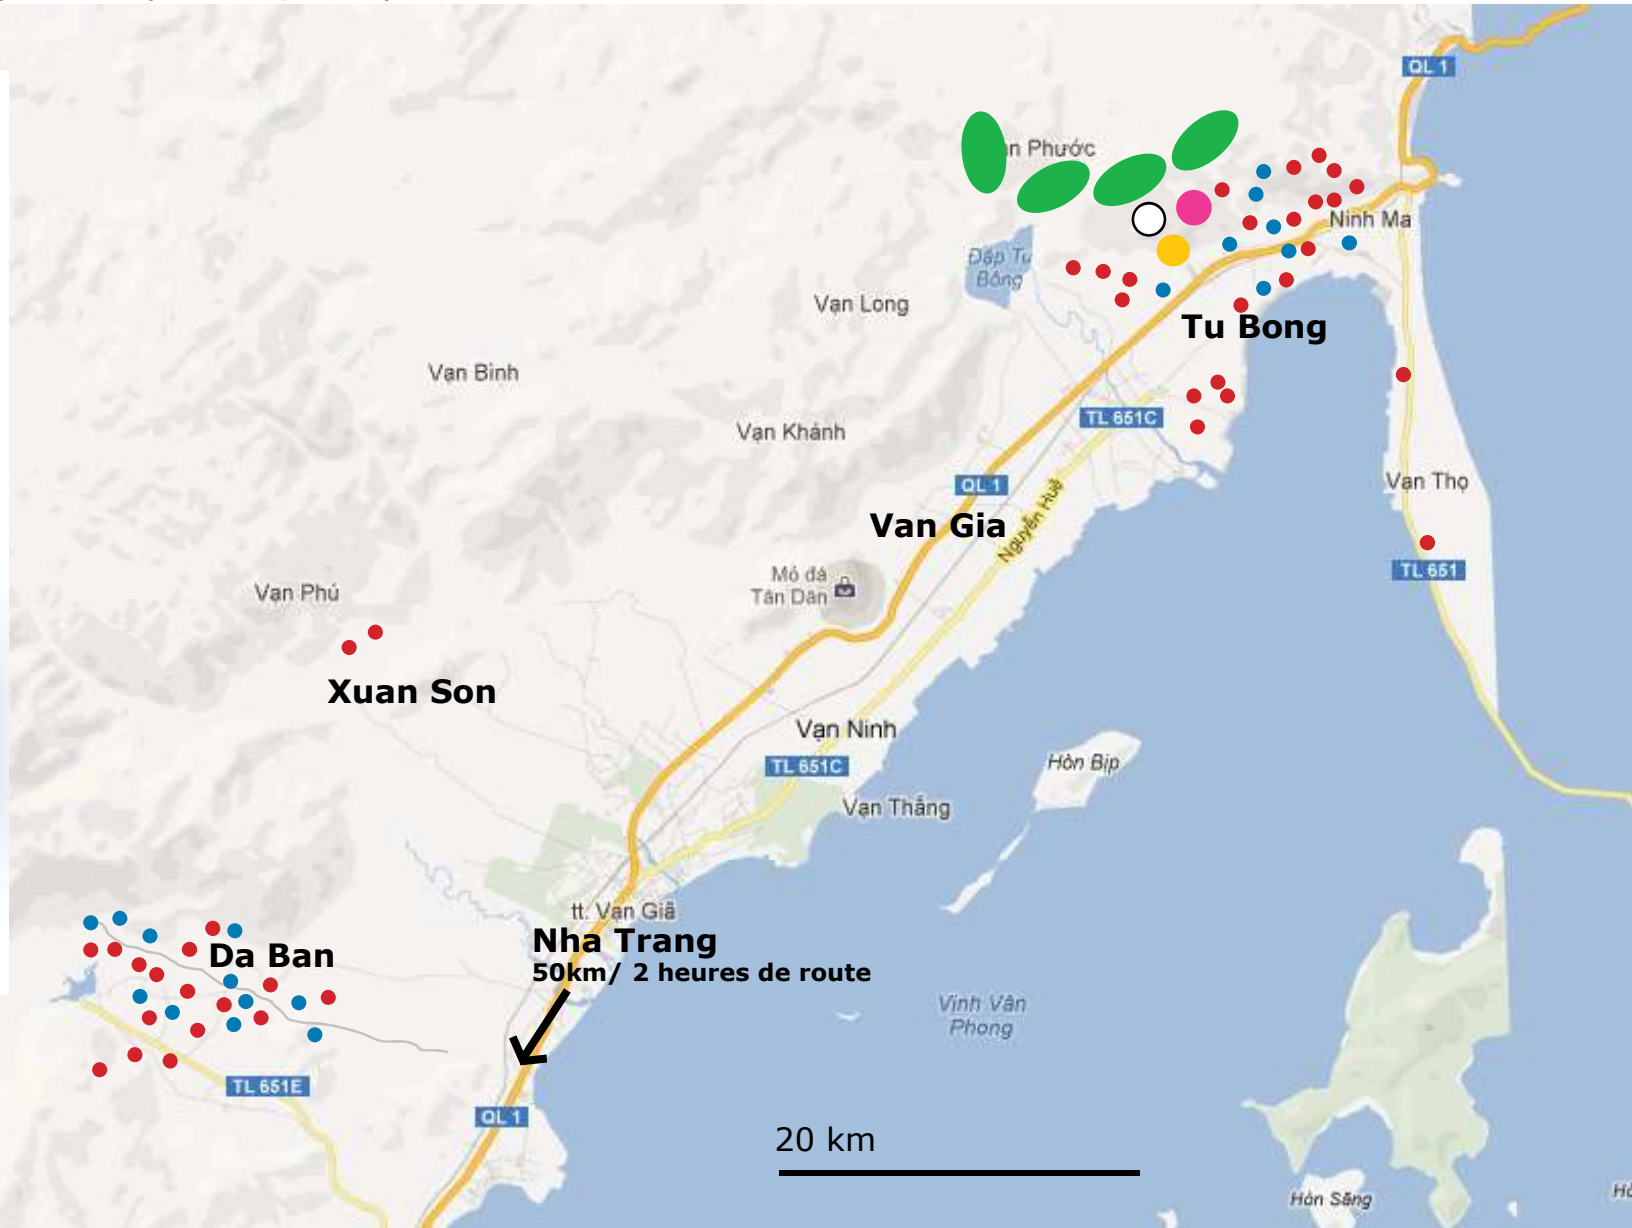 QL 1
n Phước
Ninh Mã
Đập Tu
Bông
Vạn Long
Tu Bong
Vạn Bình
TL 651C
Vạn Khánh
QL 1
Vạn Thọ
Van Gia
Nguyễn Huệ
TL 651
Mỏ đá
Tân Dân
Vạn Phú
Xuan Son
Vạn Ninh
TL 651C
Hòn Bịp
Vạn Thắng
tt. Vạn Giã
Nha Trang
50km/ 2 heures de route
Da Ban
Vịnh Vân
Phong
TL 651E
QL 1
20 km
Hòn Săng